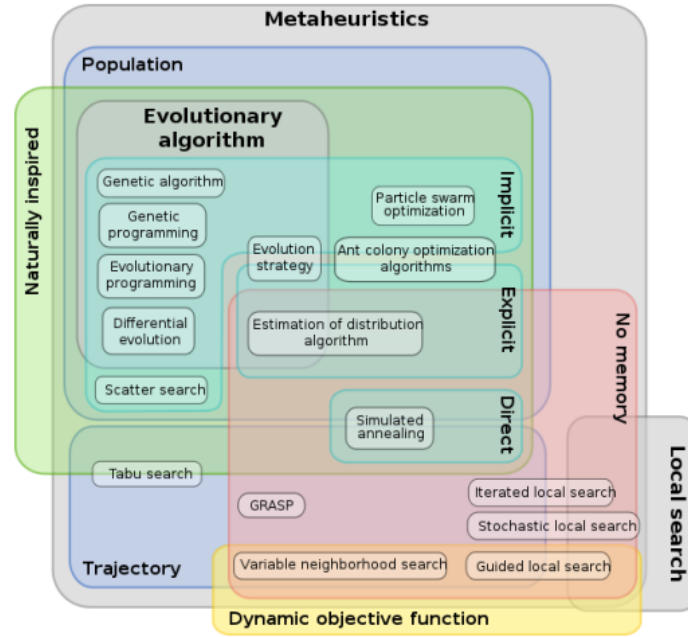 Metaheuristics
Population
Naturally inspired
Evolutionary
algorithm
Genetic algorithm
Genetic
programming
Evolutionary
programming
Differential
evolution
Scatter search
Evolution
strategy
Particle swarm
optimization
Ant colony optimization
algorithms
Implicit
Estimation of distribution
algorithm
Explicit
No memory
Simulated
annealing
Direct
Tabu search
GRASP
Iterated local search
Stochastic local search
Local search
Variable neighborhood search
Guided local search
Trajectory
Dynamic objective function